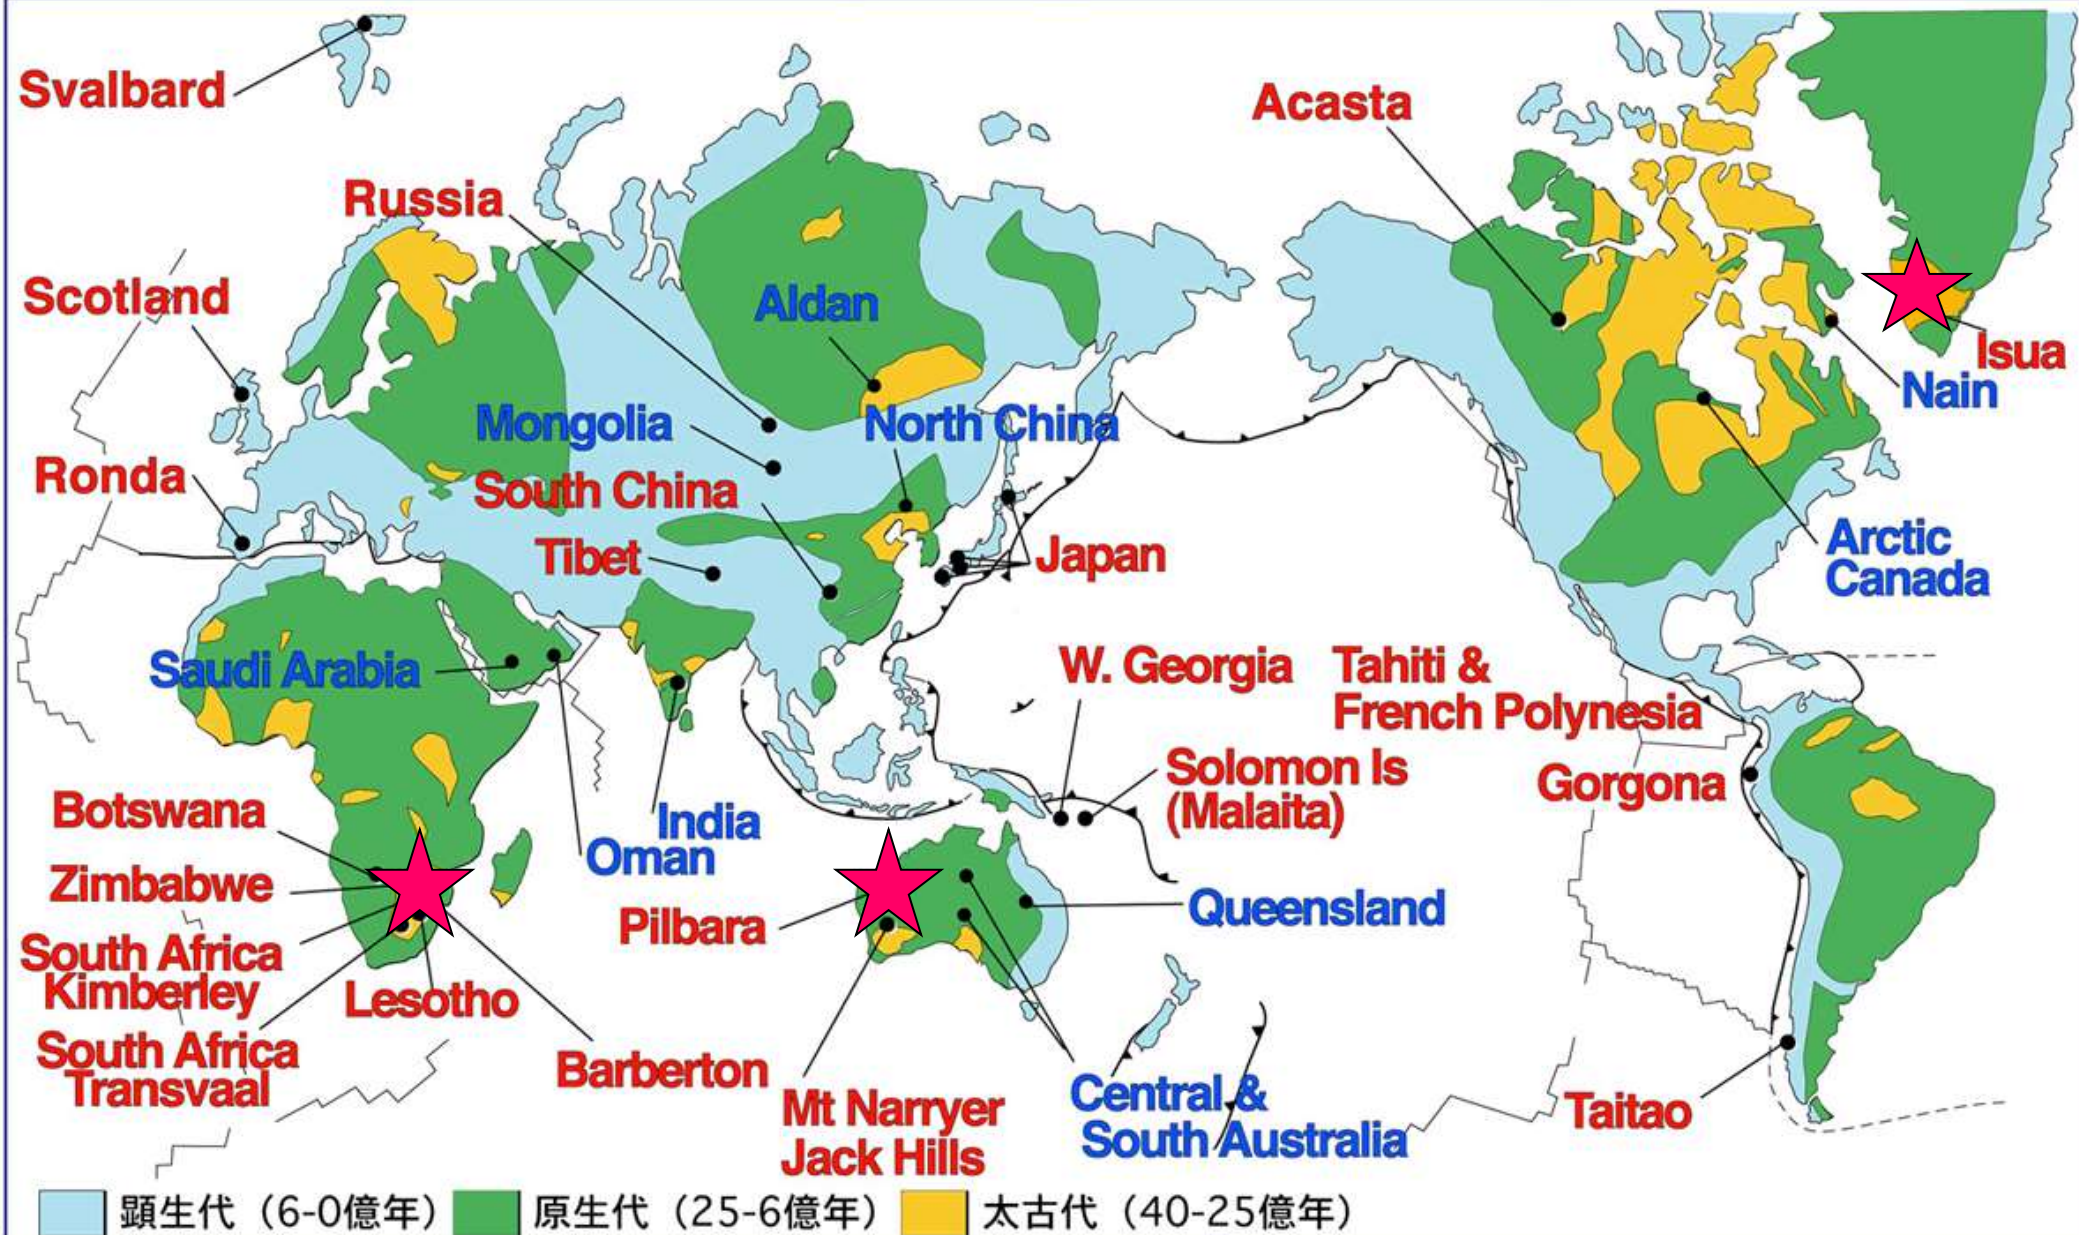 Svalbard
Acasta
Russia
Scotland
Aldan
Isua
Nain
Mongolia
North China
Ronda
South China
Tibet
Japan
Arctic
Canada
Saudi Arabia
W. Georgia
Tahiti &
French Polynesia
Solomon Is
(Malaita)
Gorgona
Botswana
India
Oman
Zimbabwe
Pilbara
Queensland
South Africa
Kimberley
Lesotho
South Africa
Transvaal
Barberton
Mt Narryer
Jack Hills
Central &
South Australia
Taitao
顕生代（6-0億年）
原生代（25-6億年）
太古代（40-25億年）